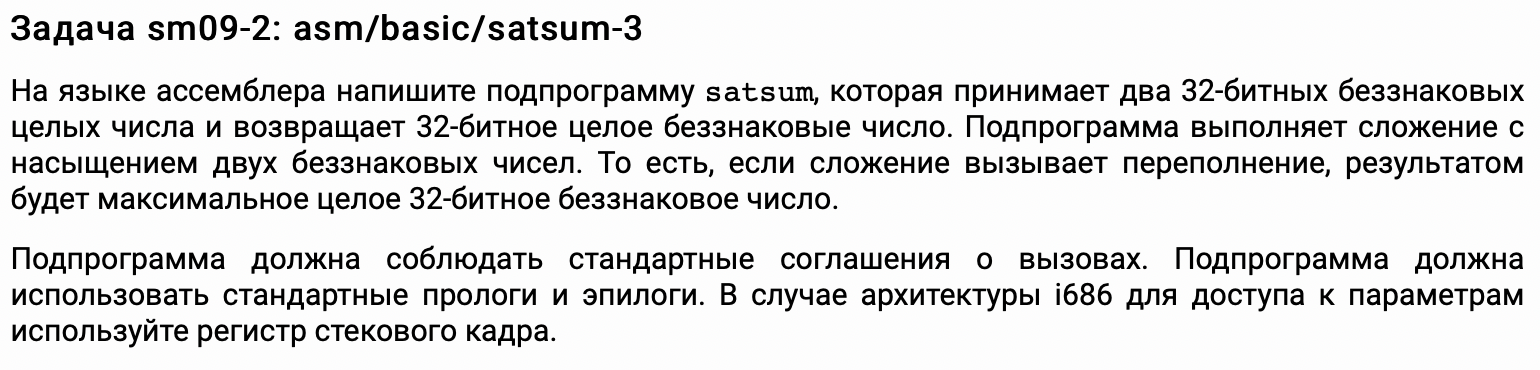 Задача sm09-2: asm/basic/satsum-3
На языке ассемблера напишите подпрограмму satsum, которая принимает два 32-битных беззнаковых
целых числа и возвращает 32-битное целое беззнаковые число. Подпрограмма выполняет сложение с
насыщением двух беззнаковых чисел. То есть, если сложение вызывает переполнение, результатом
будет максимальное целое 32-битное беззнаковое число.
Подпрограмма должна соблюдать стандартные соглашения о вызовах. Подпрограмма должна
использовать стандартные прологи и эпилоги. В случае архитектуры i686 для доступа к параметрам
используйте регистр стекового кадра.